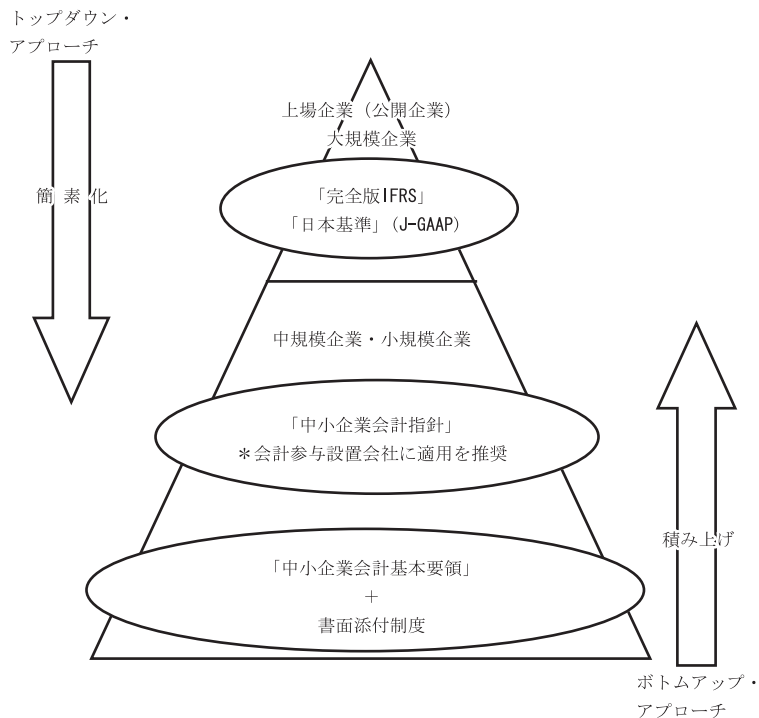 トップダウン・
アプローチ
上場企業（公開企業）
大規模企業
簡素化
「完全版IFRS」
「日本基準」（J-GAAP）
中規模企業・小規模企業
「中小企業会計指針」
＊会計参与設置会社に適用を推奨
積み上げ
「中小企業会計基本要領」
＋
書面添付制度
ボトムアップ・
アプローチ